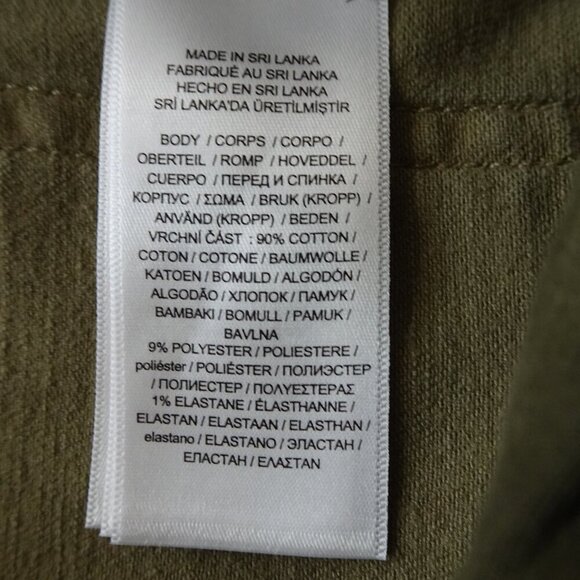 MADE IN SRI LANKA
FABRIQUÉ AU SRI LANKA
HECHO EN SRI LANKA
SRİ LANKA'DA ÜRETİLMİŞTİR
BODY / CORPS / CORPO /
OBERTEIL / ROMP / HOVEDDEL /
CUERPO / ПЕРЕД И СПИНКА /
КОРПУС / ΣΩΜΑ / BRUK (KROPP) /
ANVÄND (KROPP) / BEDEN /
VRCHNÍ ČÁST : 90% COTTON /
COTON / COTONE / BAUMWOLLE /
KATOEN / BOMULD / ALGODÓN /
ALGODÃO / ХЛОПОК / ПАМУК /
ΒΑΜΒΑΚΙ / BOMULL / PAMUK /
BAVLNA
9% POLYESTER / POLIESTERE /
poliéster / POLIÉSTER / ПОЛИЭСТЕР
/ ПОЛИЕСТЕР / ΠΟΛΥΕΣΤΕΡΑΣ
1% ELASTANE / ÉLASTHANNE /
ELASTAN / ELASTAAN / ELASTHAN /
elastano / ELASTANO / ЭЛАСТАН /
ЕЛАСТАН / ΕΛΑΣΤΑΝ